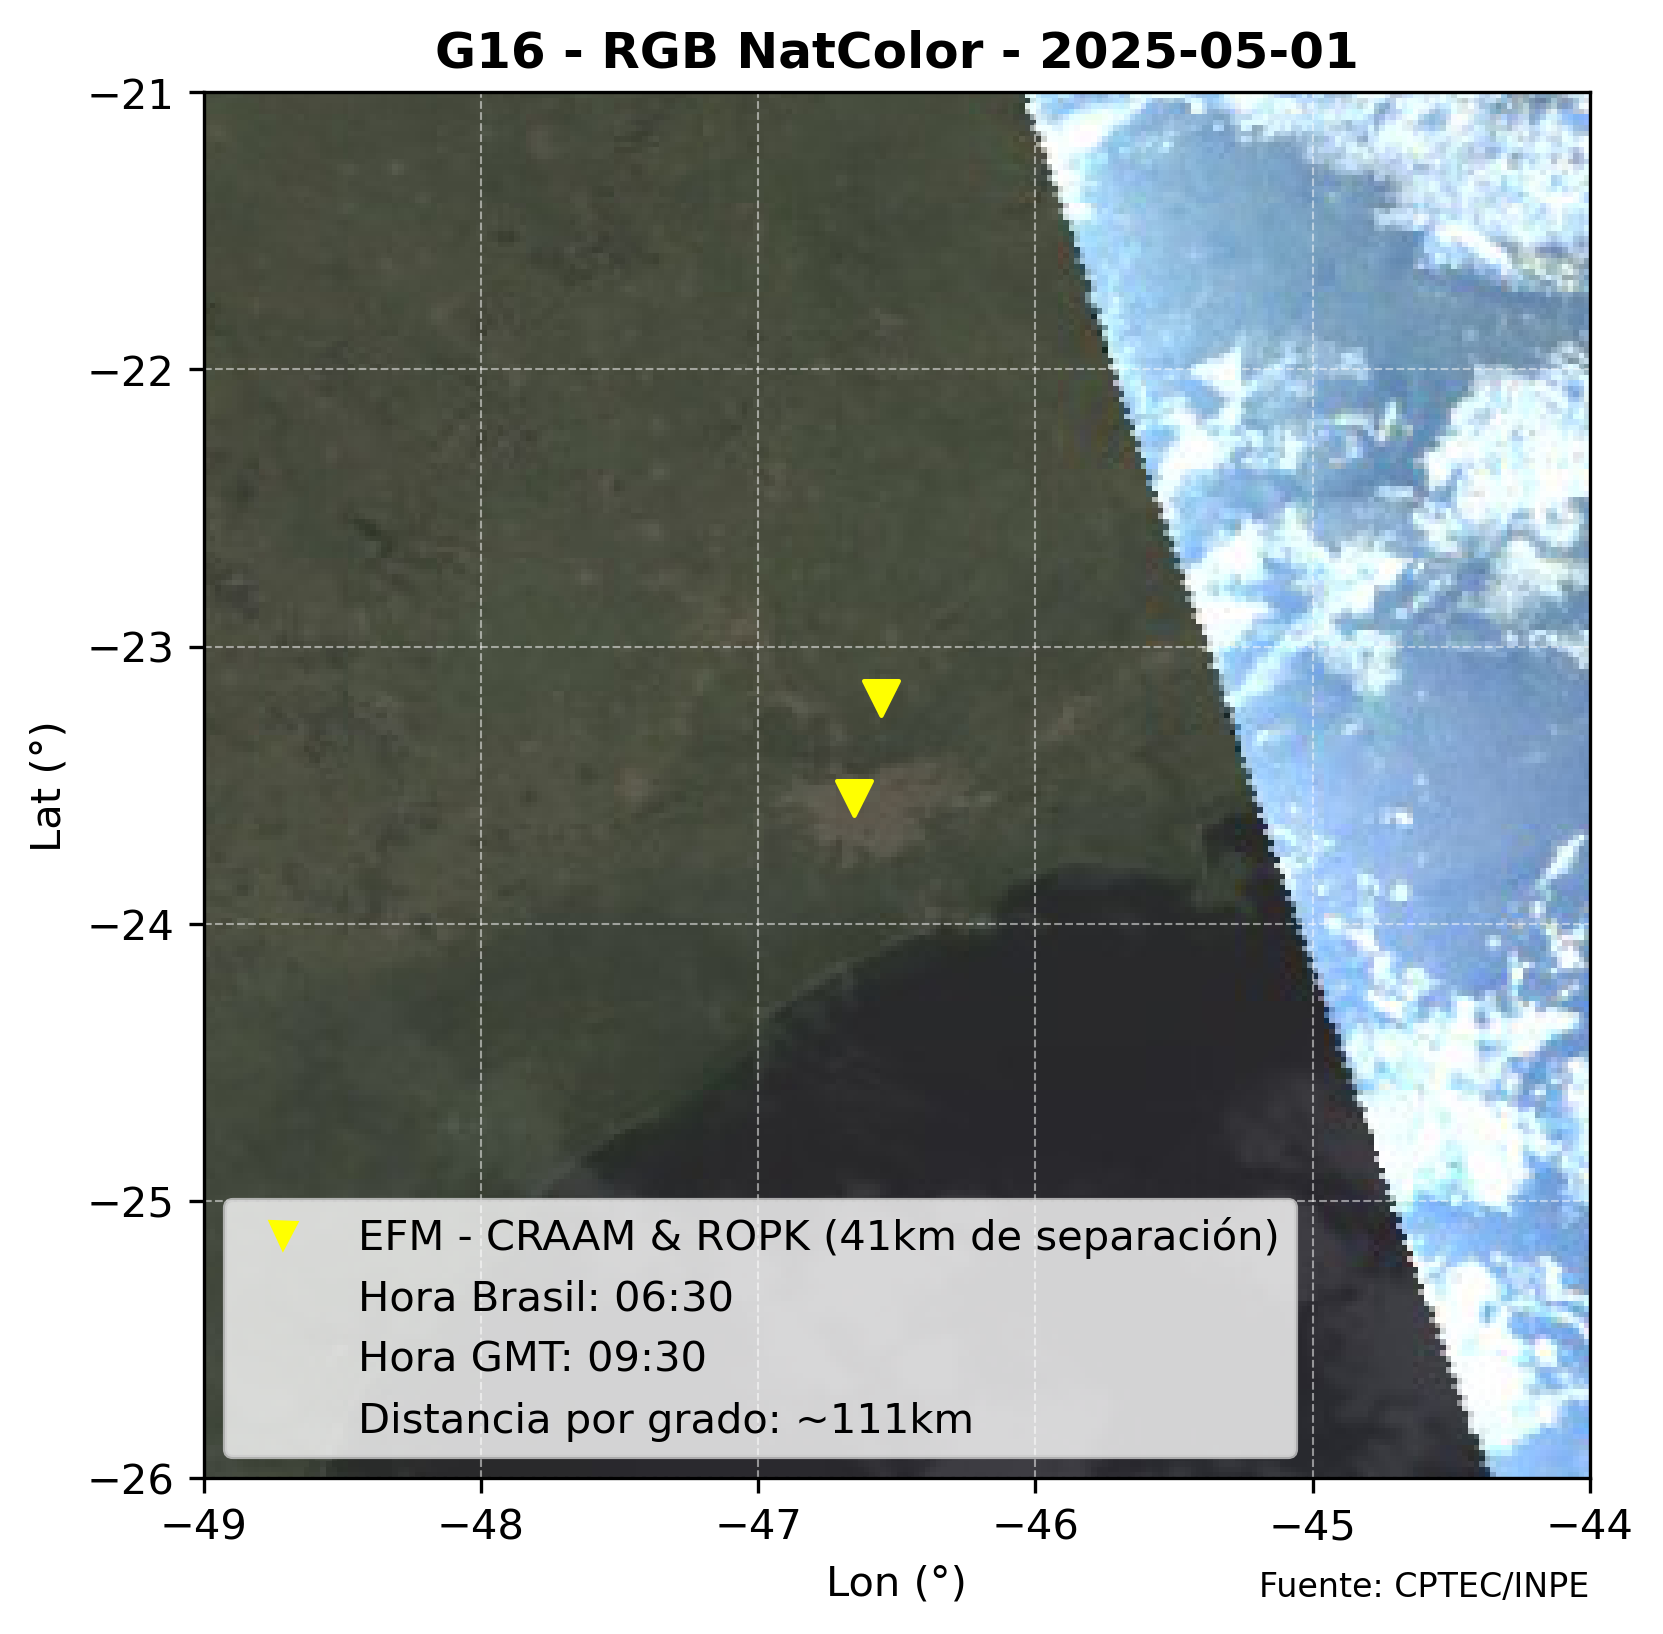 G16 - RGB NatColor - 2025-05-01
−21
−22
−23
−24
−25
−26
Lat (°)
EFM - CRAAM & ROPK (41km de separación)
Hora Brasil: 06:30
Hora GMT: 09:30
Distancia por grado: ~111km
−49
−48
−47
−46
−45
−44
Lon (°)
Fuente: CPTEC/INPE